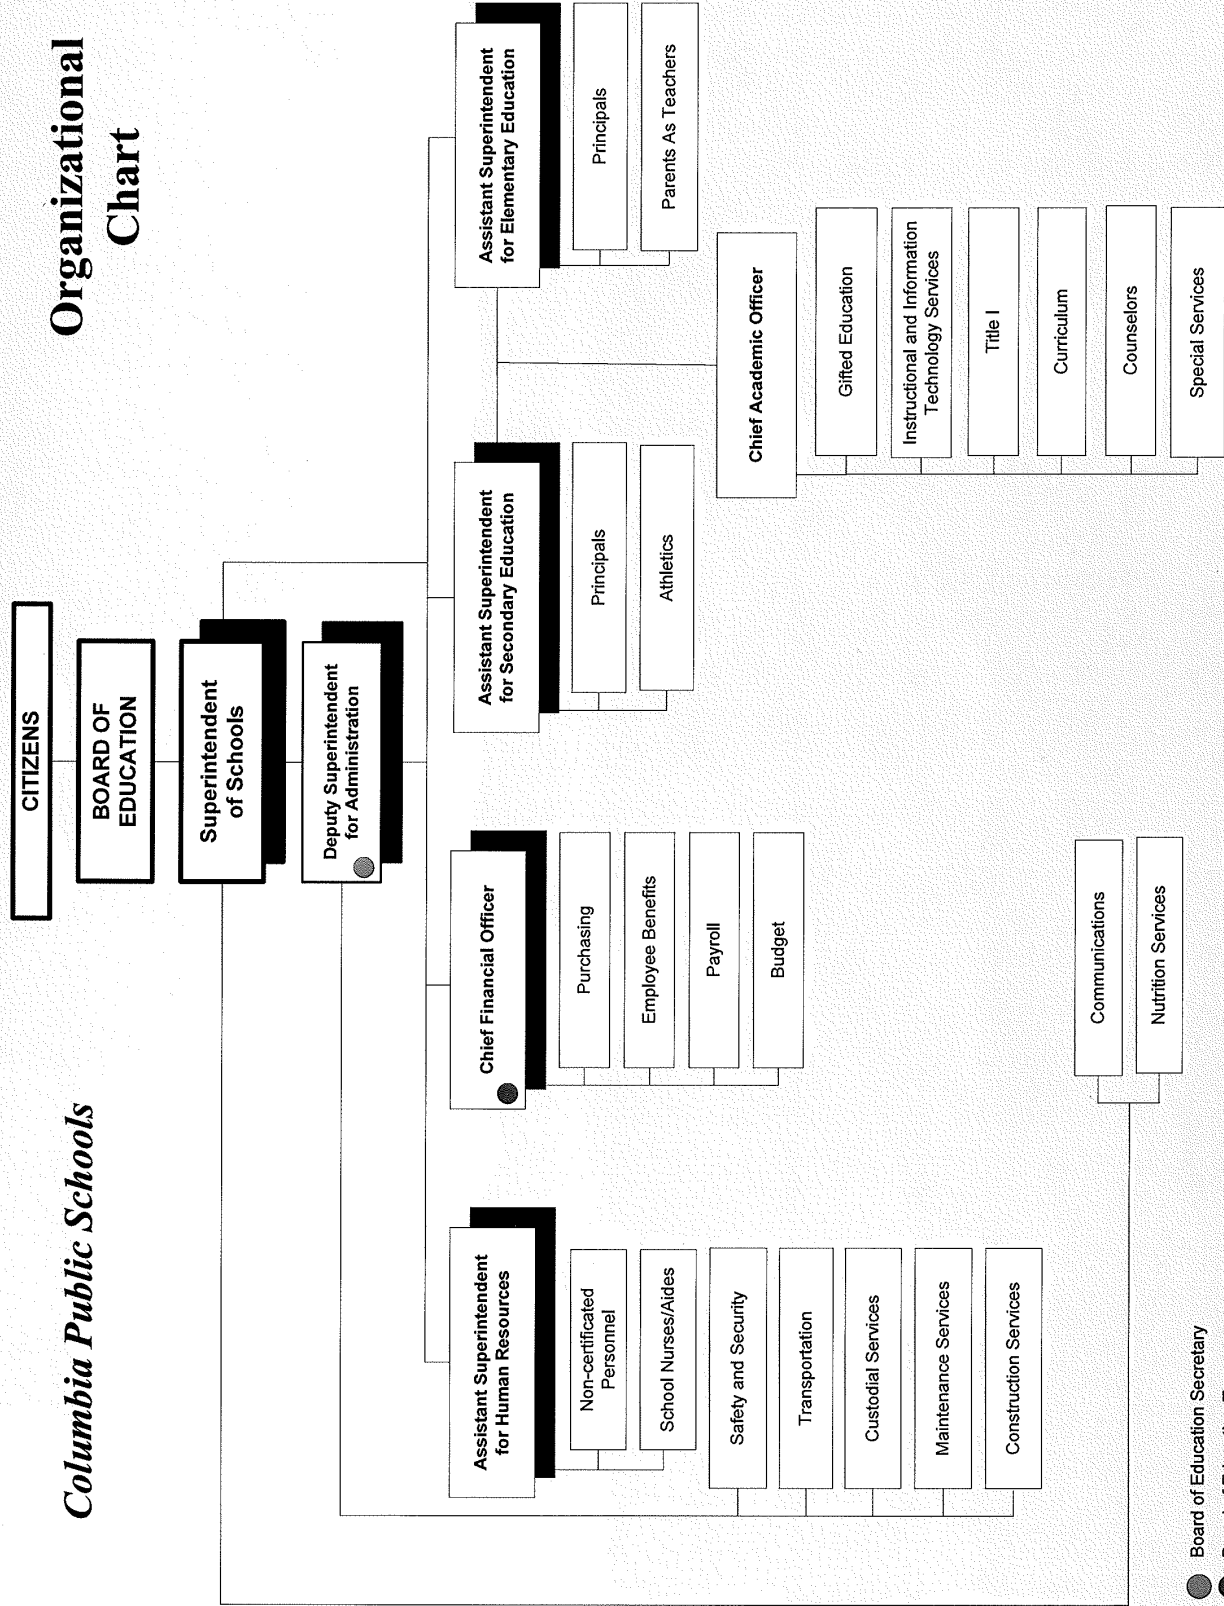 Columbia Public Schools
Organizational
Chart
CITIZENS
BOARD OF
EDUCATION
Superintendent
of Schools
Deputy Superintendent
for Administration
Assistant Superintendent
for Human Resources
Non-certificated
Personnel
School Nurses/Aides
Safety and Security
Transportation
Custodial Services
Maintenance Services
Construction Services
Chief Financial Officer
Purchasing
Employee Benefits
Payroll
Budget
Assistant Superintendent
for Secondary Education
Principals
Athletics
Assistant Superintendent
for Elementary Education
Principals
Parents As Teachers
Chief Academic Officer
Gifted Education
Instructional and Information
Technology Services
Title I
Curriculum
Counselors
Special Services
Communications
Nutrition Services
Board of Education Secretary